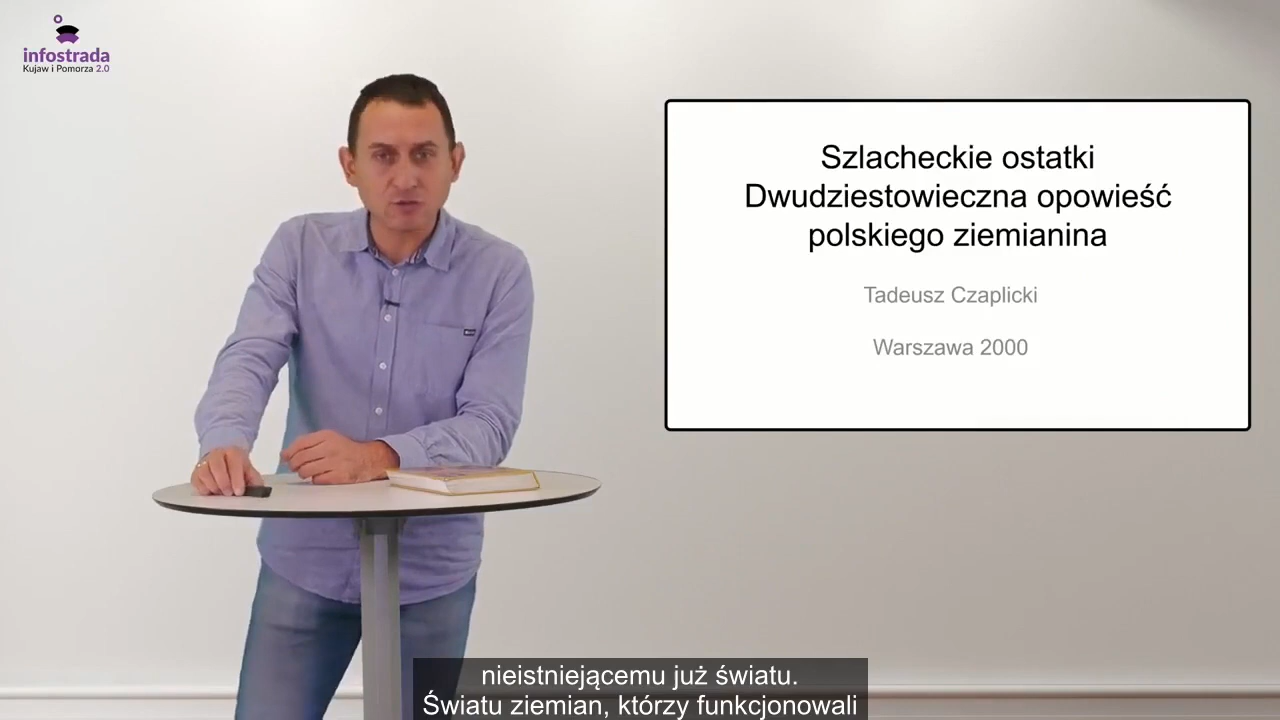 infostrada
Kujaw i Pomorza 2.0
Szlacheckie ostatki
Dwudziestowieczna opowieść
polskiego ziemianina
Tadeusz Czaplicki
Warszawa 2000
nieistniejącemu już światu.
Światu ziemian, którzy funkcjonowali